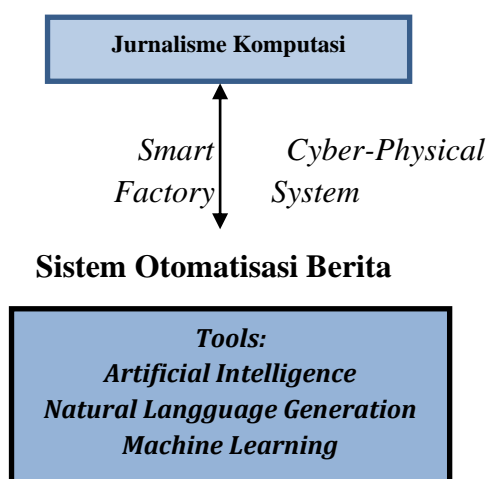 Jurnalisme Komputasi
Smart Cyber-Physical
Factory System
Sistem Otomatisasi Berita
Tools:
Artificial Intelligence
Natural Langguage Generation
Machine Learning